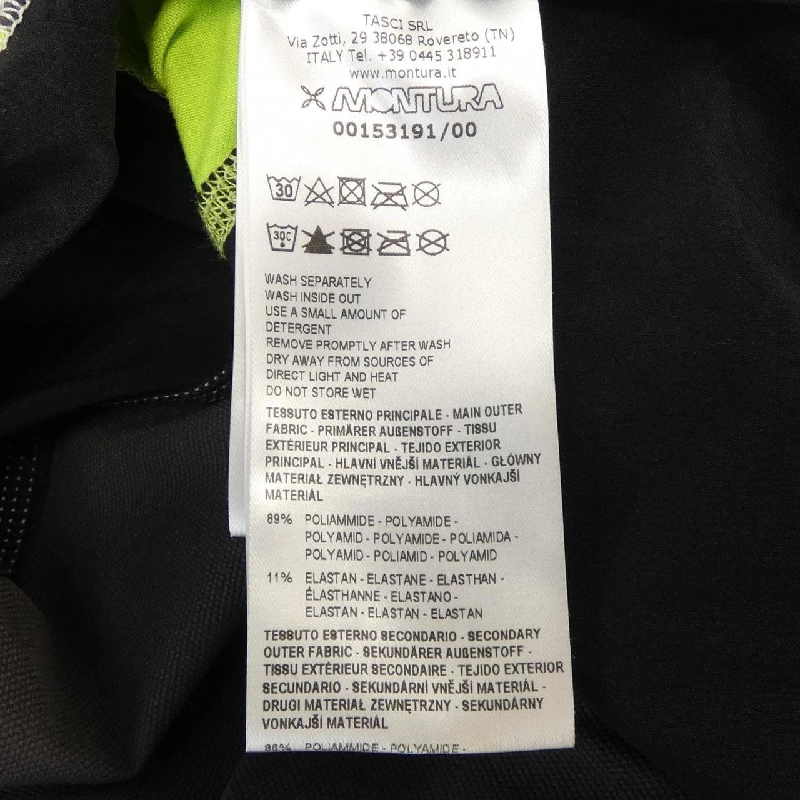 TASCI SRL
Via Zotti, 29 38068 Rovereto (TN)
ITALY Tel. +39 0445 318911
www.montura.it
MONTURA
00153191/00
30
30C
WASH SEPARATELY
WASH INSIDE OUT
USE A SMALL AMOUNT OF
DETERGENT
REMOVE PROMPTLY AFTER WASH
DRY AWAY FROM SOURCES OF
DIRECT LIGHT AND HEAT
DO NOT STORE WET
TESSUTO ESTERNO PRINCIPALE - MAIN OUTER
FABRIC - PRIMÄRER AUßENSTOFF - TISSU
EXTÉRIEUR PRINCIPAL - TEJIDO EXTERIOR
PRINCIPAL - HLAVNÍ VNĚJŠÍ MATERIÁL - GŁÓWNY
MATERIAŁ ZEWNĘTRZNY - HLAVNÝ VONKAJŠÍ
MATERIÁL
89% POLIAMMIDE - POLYAMIDE -
POLYAMID - POLYAMIDE - POLIAMIDA -
POLYAMID - POLIAMID - POLYAMID
11% ELASTAN - ELASTANE - ELASTHAN -
ÉLASTHANNE - ELASTANO -
ELASTAN - ELASTAN - ELASTAN
TESSUTO ESTERNO SECONDARIO - SECONDARY
OUTER FABRIC - SEKUNDÄRER AUßENSTOFF -
TISSU EXTÉRIEUR SECONDAIRE - TEJIDO EXTERIOR
SECUNDARIO - SEKUNDÁRNÍ VNĚJŠÍ MATERIÁL -
DRUGI MATERIAŁ ZEWNĘTRZNY - SEKUNDÁRNY
VONKAJŠÍ MATERIÁL
POLIAMMIDE - POLYAMIDE -